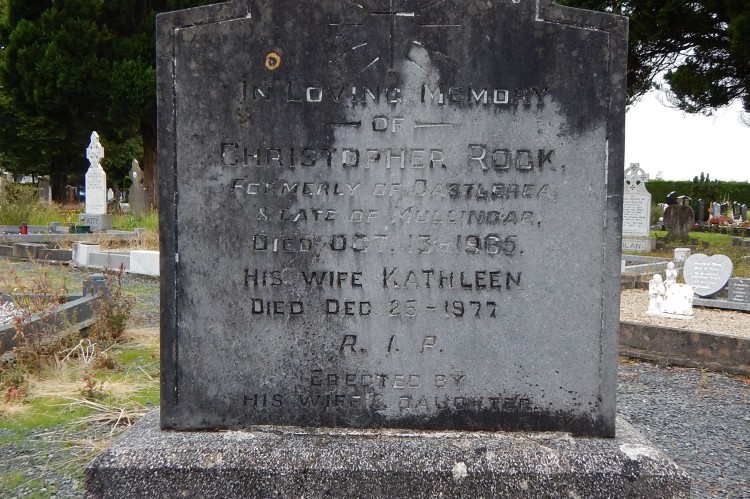 IN LOVING MEMORY
OF
CHRISTOPHER ROCK,
FORMERLY OF CASTLEREA,
& LATE OF MULLINGAR,
DIED OCT. 13-1965.
HIS WIFE KATHLEEN
DIED DEC 25-1977
R. I. P.
ERECTED BY
HIS WIFE & DAUGHTER